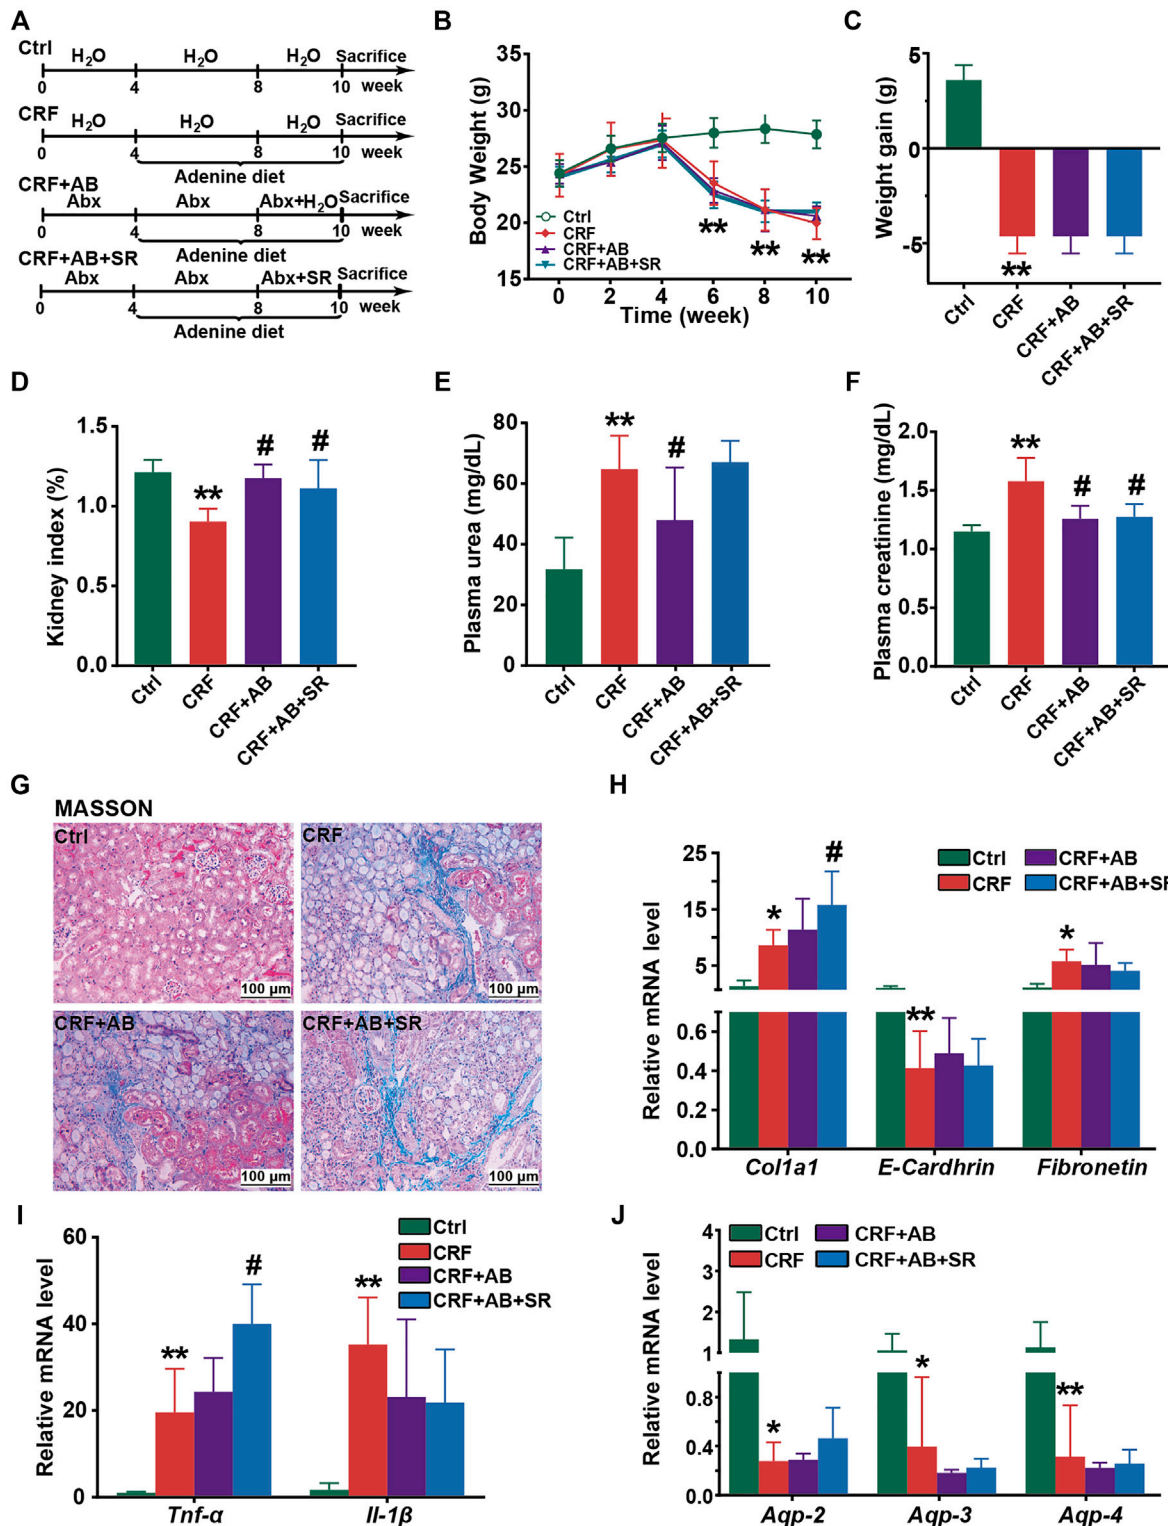 A
Ctrl
H₂O H₂O H₂O Sacrifice
0 4 8 10 week
CRF
H₂O H₂O H₂O Sacrifice
0 4 8 10 week
Adenine diet
CRF+AB
Abx Abx Abx+H₂O Sacrifice
0 4 8 10 week
Adenine diet
CRF+AB+SR
Abx Abx Abx+SR Sacrifice
0 4 8 10 week
Adenine diet
B
Body Weight (g)
35
30
25
20
15
Ctrl
CRF
CRF+AB
CRF+AB+SR
** ** **
0 2 4 6 8 10
Time (week)
C
Weight gain (g)
5
0
-5
**
Ctrl CRF CRF+AB CRF+AB+SR
D
Kidney index (%)
1.5
1.0
0.5
0.0
** # #
Ctrl CRF CRF+AB CRF+AB+SR
E
Plasma urea (mg/dL)
80
60
40
20
0
** #
Ctrl CRF CRF+AB CRF+AB+SR
F
Plasma creatinine (mg/dL)
2.0
1.5
1.0
0.5
0.0
** # #
Ctrl CRF CRF+AB CRF+AB+SR
G
MASSON
Ctrl CRF
100 µm 100 µm
CRF+AB CRF+AB+SR
100 µm 100 µm
H
Relative mRNA level
25
15
5
0.6
0.4
0.2
0.0
Ctrl CRF+AB
CRF CRF+AB+SR
* # ** *
Col1a1 E-Cardhrin Fibronetin
I
Relative mRNA level
60
40
20
0
Ctrl
CRF
CRF+AB
CRF+AB+SR
** # **
Tnf-α Il-1β
J
Relative mRNA level
4
3
2
1
0.8
0.4
0.0
Ctrl CRF+AB
CRF CRF+AB+SR
* * **
Aqp-2 Aqp-3 Aqp-4